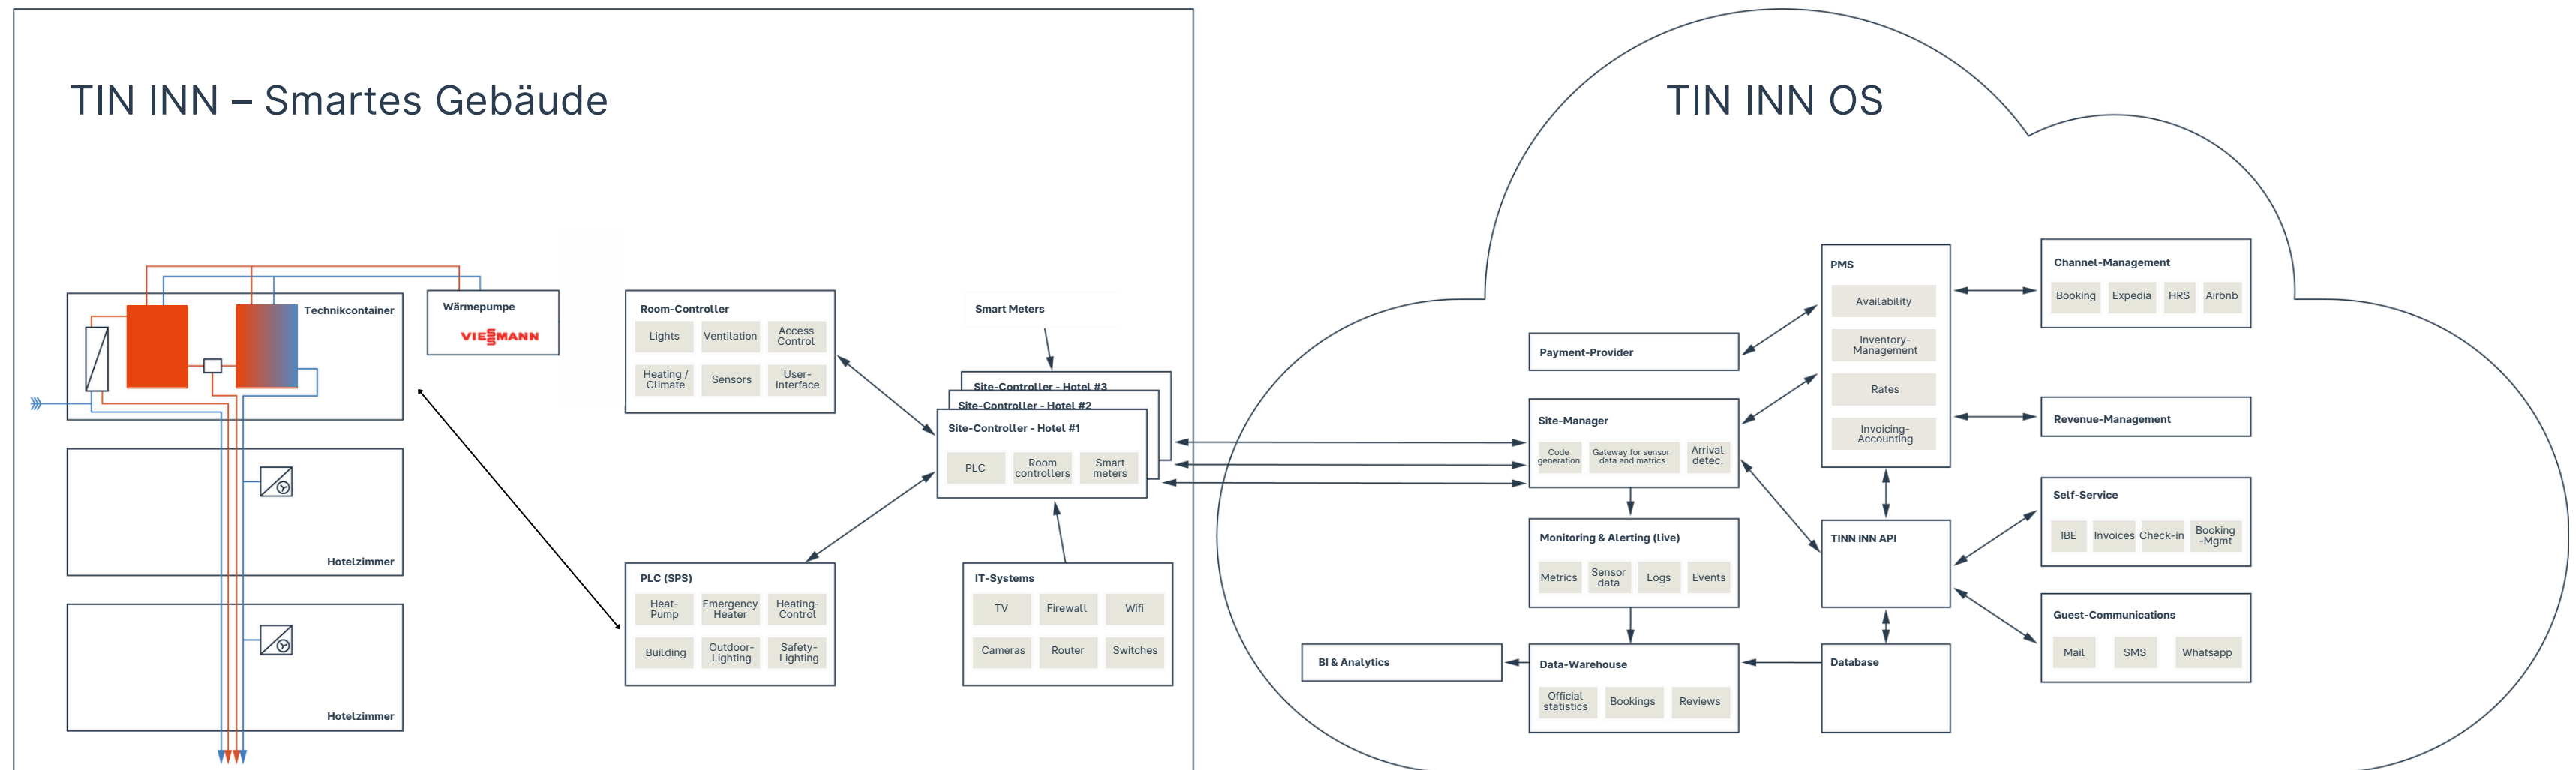 TIN INN – Smartes Gebäude
Technikcontainer
Wärmepumpe
VIESSMANN
Hotelzimmer
Hotelzimmer
Room-Controller
Lights
Ventilation
Access
Control
Heating /
Climate
Sensors
User-
Interface
PLC (SPS)
Heat-
Pump
Emergency
Heater
Heating-
Control
Building
Outdoor-
Lighting
Safety-
Lighting
Smart Meters
Site-Controller - Hotel #3
Site-Controller - Hotel #2
Site-Controller - Hotel #1
PLC
Room
controllers
Smart
meters
IT-Systems
TV
Firewall
Wifi
Cameras
Router
Switches
TIN INN OS
Payment-Provider
Site-Manager
Code
generation
Gateway for sensor
data and matrics
Arrival
detec.
Monitoring & Alerting (live)
Metrics
Sensor
data
Logs
Events
BI & Analytics
Data-Warehouse
Official
statistics
Bookings
Reviews
PMS
Availability
Inventory-
Management
Rates
Invoicing-
Accounting
TINN INN API
Database
Channel-Management
Booking
Expedia
HRS
Airbnb
Revenue-Management
Self-Service
IBE
Invoices
Check-in
Booking
-Mgmt
Guest-Communications
Mail
SMS
Whatsapp